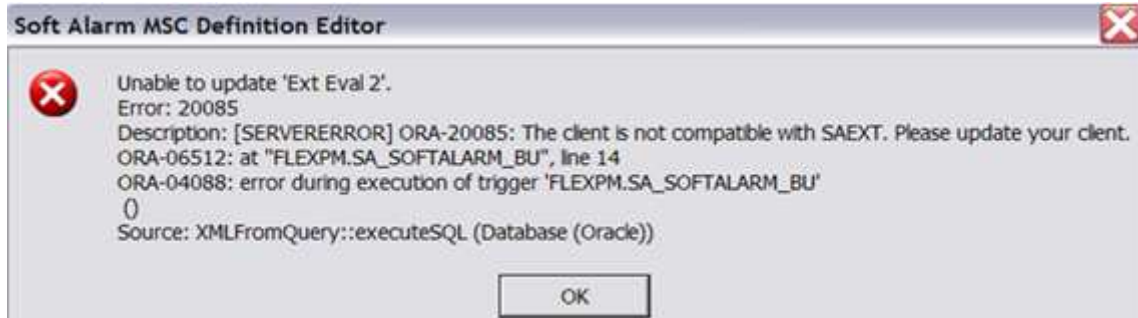 Soft Alarm MSC Definition Editor
Unable to update 'Ext Eval 2'.
Error: 20085
Description: [SERVERERROR] ORA-20085: The client is not compatible with SAEXT. Please update your client.
ORA-06512: at "FLEXPM.SA_SOFTALARM_BU", line 14
ORA-04088: error during execution of trigger 'FLEXPM.SA_SOFTALARM_BU'
()
Source: XMLFromQuery::executeSQL (Database (Oracle))
OK